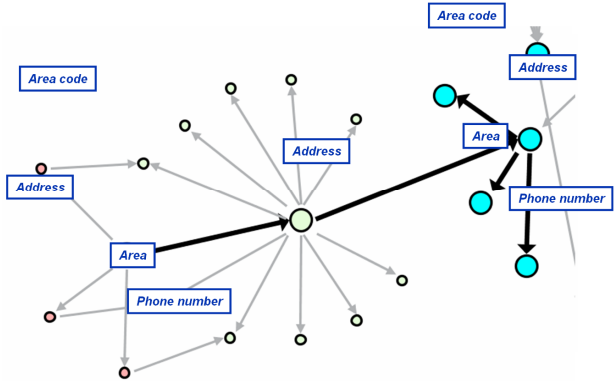 Area code
Area code
Address
Area
Address
Address
Phone number
Area
Phone number